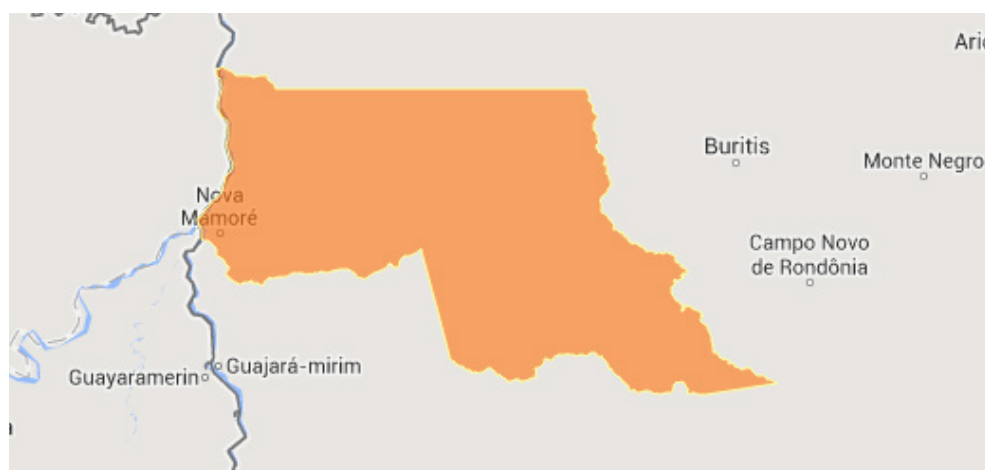 Buritis
Monte Negro
Nova
Mamoré
Campo Novo
de Rondônia
Guajará-mirim
Guayaramerin